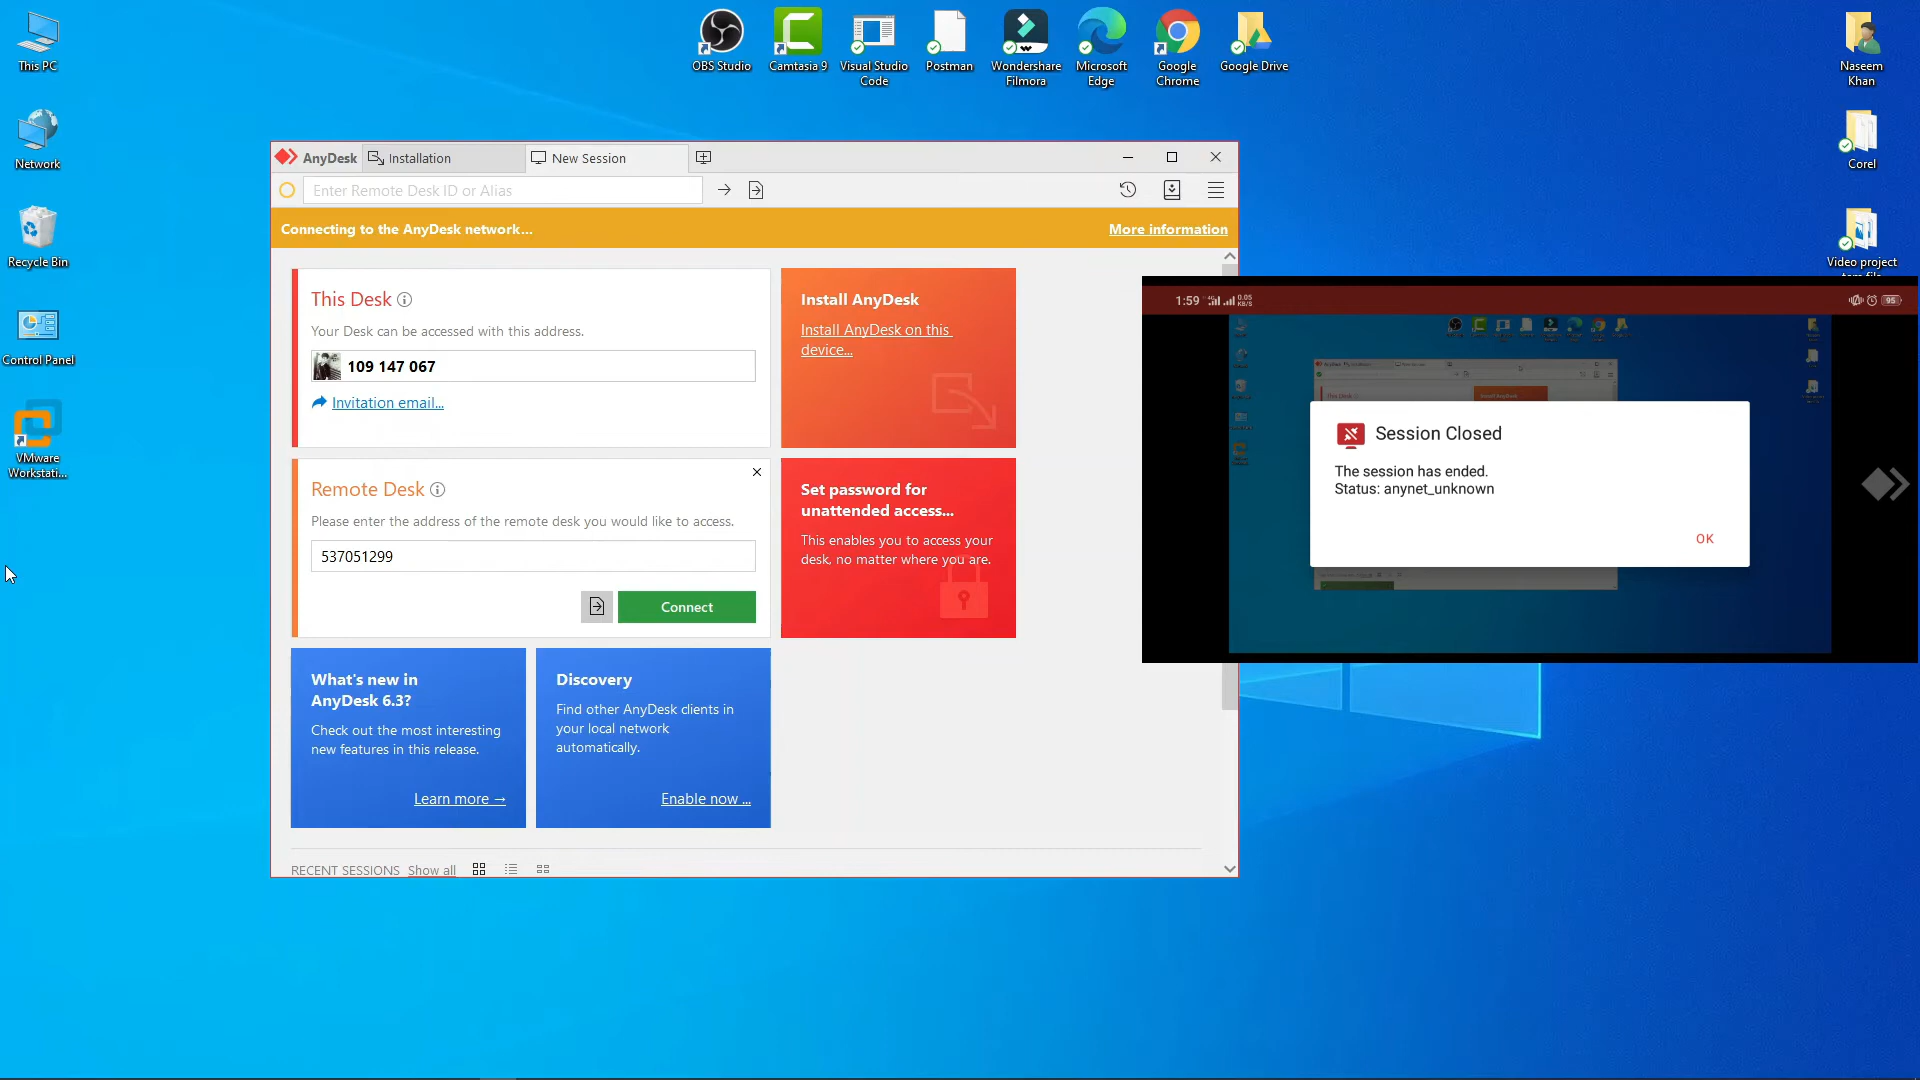 This PC
Network
Recycle Bin
Control Panel
VMware
Workstati...
OBS Studio
Camtasia 9
Visual Studio
Code
Postman
Wondershare
Filmora
Microsoft
Edge
Google
Chrome
Google Drive
Naseem
Khan
Corel
Video project
AnyDesk
Installation
New Session
Enter Remote Desk ID or Alias
Connecting to the AnyDesk network...
More information
This Desk
Your Desk can be accessed with this address.
109 147 067
Invitation email...
Install AnyDesk
Install AnyDesk on this
device...
Remote Desk
Please enter the address of the remote desk you would like to access.
537051299
Connect
Set password for
unattended access...
This enables you to access your
desk, no matter where you are.
What's new in
AnyDesk 6.3?
Check out the most interesting
new features in this release.
Learn more →
Discovery
Find other AnyDesk clients in
your local network
automatically.
Enable now ...
RECENT SESSIONS Show all
1:59
0.05
KB/S
95
Session Closed
The session has ended.
Status: anynet_unknown
OK